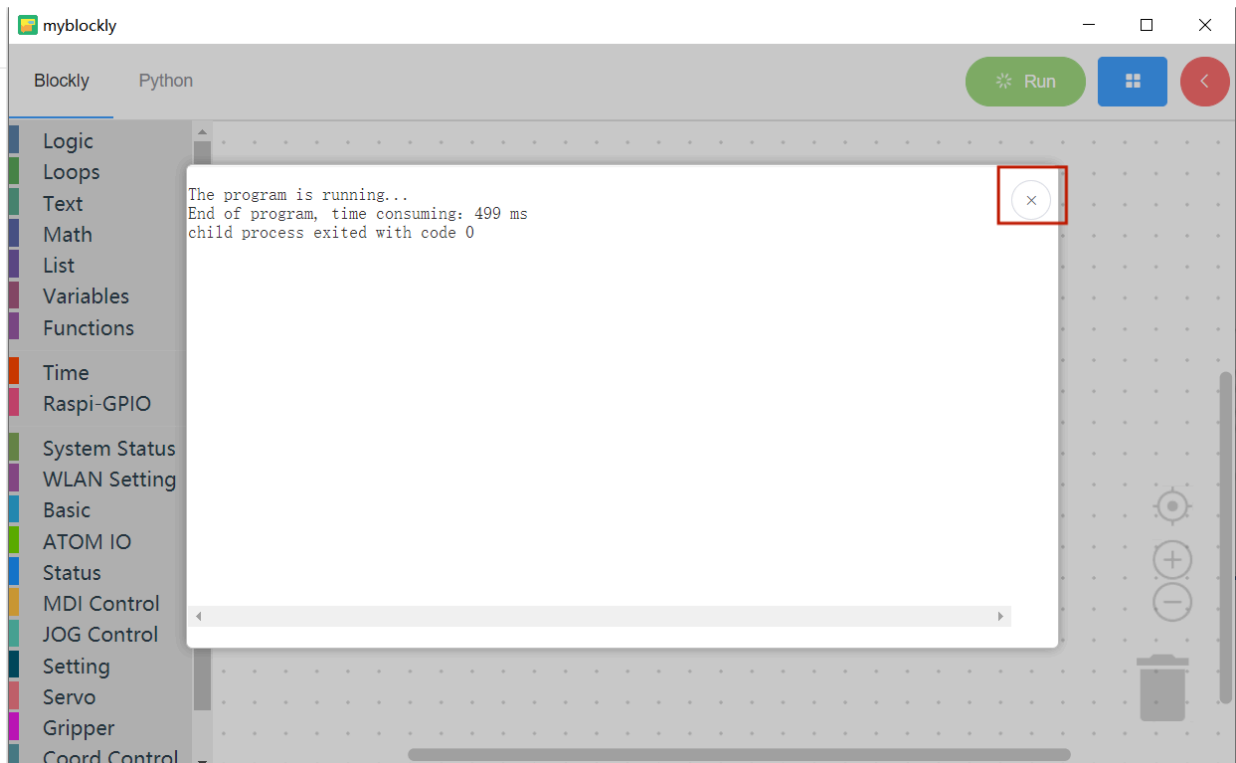 myblockly
Blockly Python
Run
Logic
Loops
Text
Math
List
Variables
Functions
Time
Raspi-GPIO
System Status
WLAN Setting
Basic
ATOM IO
Status
MDI Control
JOG Control
Setting
Servo
Gripper
Coord Control
The program is running...
End of program, time consuming: 499 ms
child process exited with code 0